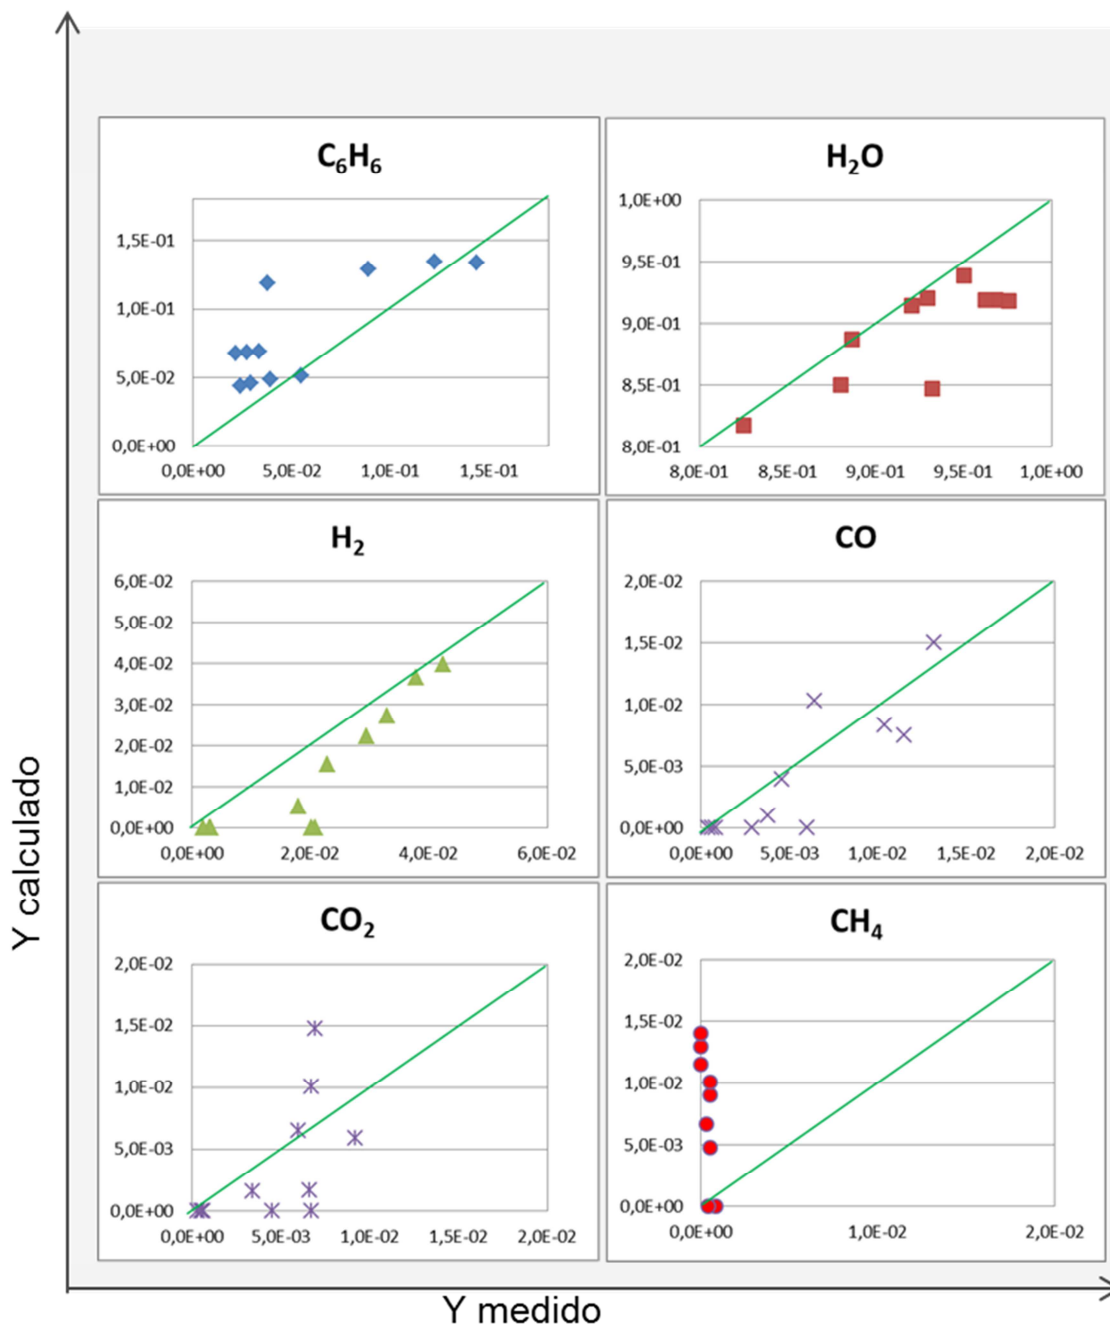 C₆H₆
1,5E-01
1,0E-01
5,0E-02
0,0E+00
0,0E+00 5,0E-02 1,0E-01 1,5E-01
H₂O
1,0E+00
9,5E-01
9,0E-01
8,5E-01
8,0E-01
8,0E-01 8,5E-01 9,0E-01 9,5E-01 1,0E+00
H₂
6,0E-02
5,0E-02
4,0E-02
3,0E-02
2,0E-02
1,0E-02
0,0E+00
0,0E+00 2,0E-02 4,0E-02 6,0E-02
CO
2,0E-02
1,5E-02
1,0E-02
5,0E-03
0,0E+00
0,0E+00 5,0E-03 1,0E-02 1,5E-02 2,0E-02
CO₂
2,0E-02
1,5E-02
1,0E-02
5,0E-03
0,0E+00
0,0E+00 5,0E-03 1,0E-02 1,5E-02 2,0E-02
CH₄
2,0E-02
1,5E-02
1,0E-02
5,0E-03
0,0E+00
0,0E+00 1,0E-02 2,0E-02
Y calculado
Y medido